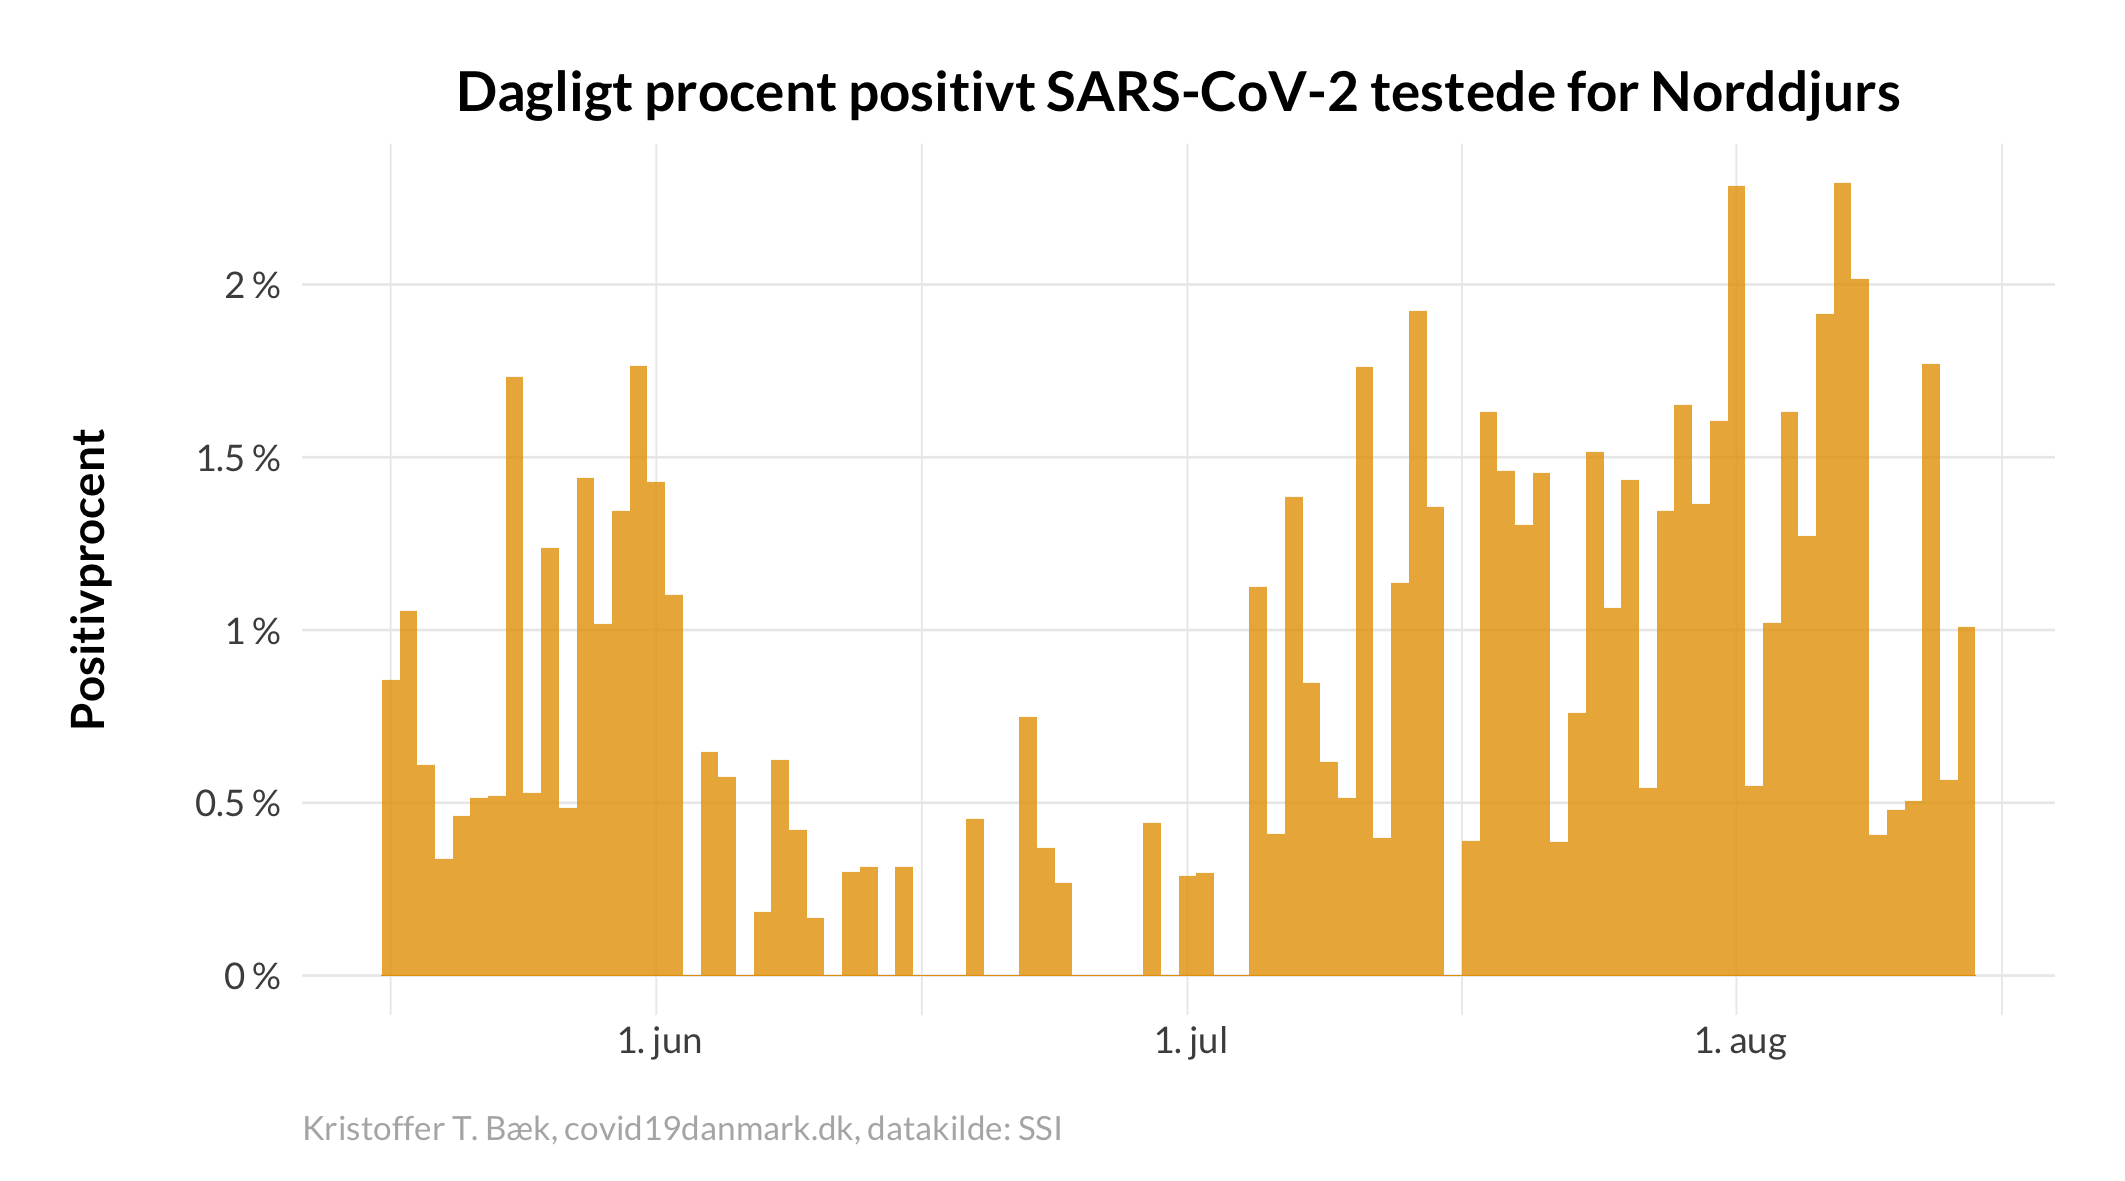 Dagligt procent positivt SARS-CoV-2 testede for Norddjurs
Positivprocent
2 %
1.5 %
1 %
0.5 %
0 %
1. jun
1. jul
1. aug
Kristoffer T. Bæk, covid19danmark.dk, datakilde: SSI